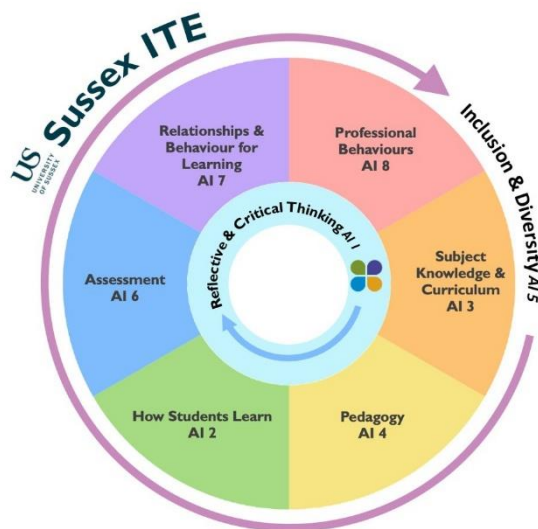 Sussex ITE
US
UNIVERSITY
OF SUSSEX
Inclusion & Diversity AI 5
Relationships &
Behaviour for
Learning
AI 7
Professional
Behaviours
AI 8
Reflective & Critical Thinking AI 1
Assessment
AI 6
Subject
Knowledge &
Curriculum
AI 3
How Students Learn
AI 2
Pedagogy
AI 4